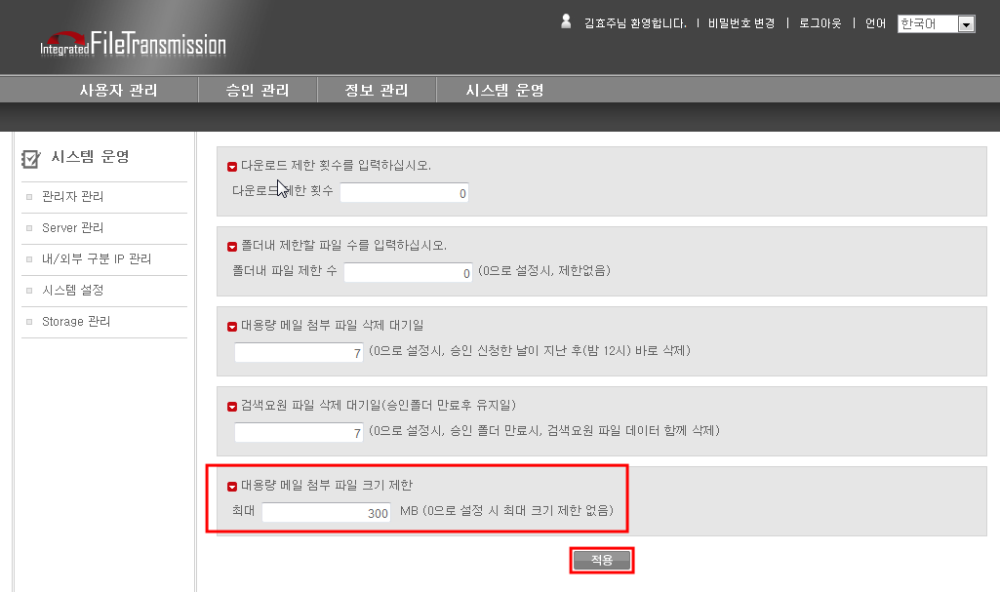 김효주님 환영합니다. | 비밀번호 변경 | 로그아웃 | 언어 한국어
Integrated FileTransmission
사용자 관리 승인 관리 정보 관리 시스템 운영
시스템 운영
관리자 관리
Server 관리
내/외부 구분 IP 관리
시스템 설정
Storage 관리
다운로드 제한 횟수를 입력하십시오.
다운로드 제한 횟수 0
폴더내 제한할 파일 수를 입력하십시오.
폴더내 파일 제한 수 0 (0으로 설정시, 제한없음)
대용량 메일 첨부 파일 삭제 대기일
7 (0으로 설정시, 승인 신청한 날이 지난 후(밤 12시) 바로 삭제)
검색요원 파일 삭제 대기일(승인폴더 만료후 유지일)
7 (0으로 설정시, 승인 폴더 만료시, 검색요원 파일 데이터 함께 삭제)
대용량 메일 첨부 파일 크기 제한
최대 300 MB (0으로 설정 시 최대 크기 제한 없음)
적용